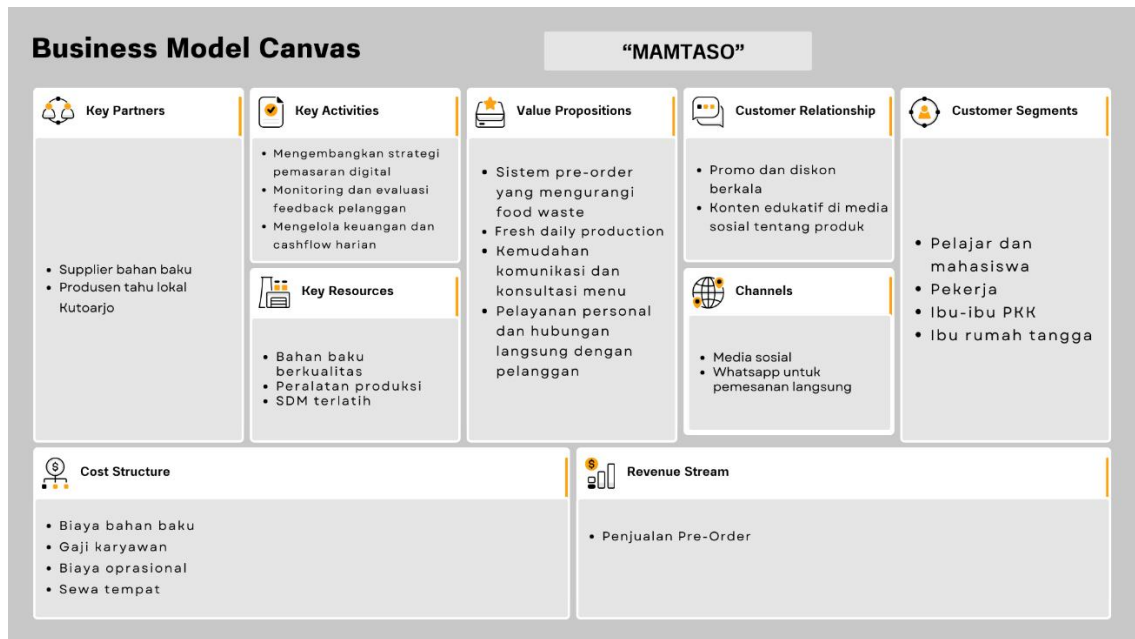 Business Model Canvas
“MAMTASO”
Key Partners
• Supplier bahan baku
• Produsen tahu lokal
Kutoarjo
Key Activities
• Mengembangkan strategi
pemasaran digital
• Monitoring dan evaluasi
feedback pelanggan
• Mengelola keuangan dan
cashflow harian
Key Resources
• Bahan baku
berkualitas
• Peralatan produksi
• SDM terlatih
Value Propositions
• Sistem pre-order
yang mengurangi
food waste
• Fresh daily production
• Kemudahan
komunikasi dan
konsultasi menu
• Pelayanan personal
dan hubungan
langsung dengan
pelanggan
Customer Relationship
• Promo dan diskon
berkala
• Konten edukatif di media
sosial tentang produk
Channels
• Media sosial
• Whatsapp untuk
pemesanan langsung
Customer Segments
• Pelajar dan
mahasiswa
• Pekerja
• Ibu-ibu PKK
• Ibu rumah tangga
Cost Structure
• Biaya bahan baku
• Gaji karyawan
• Biaya oprasional
• Sewa tempat
Revenue Stream
• Penjualan Pre-Order